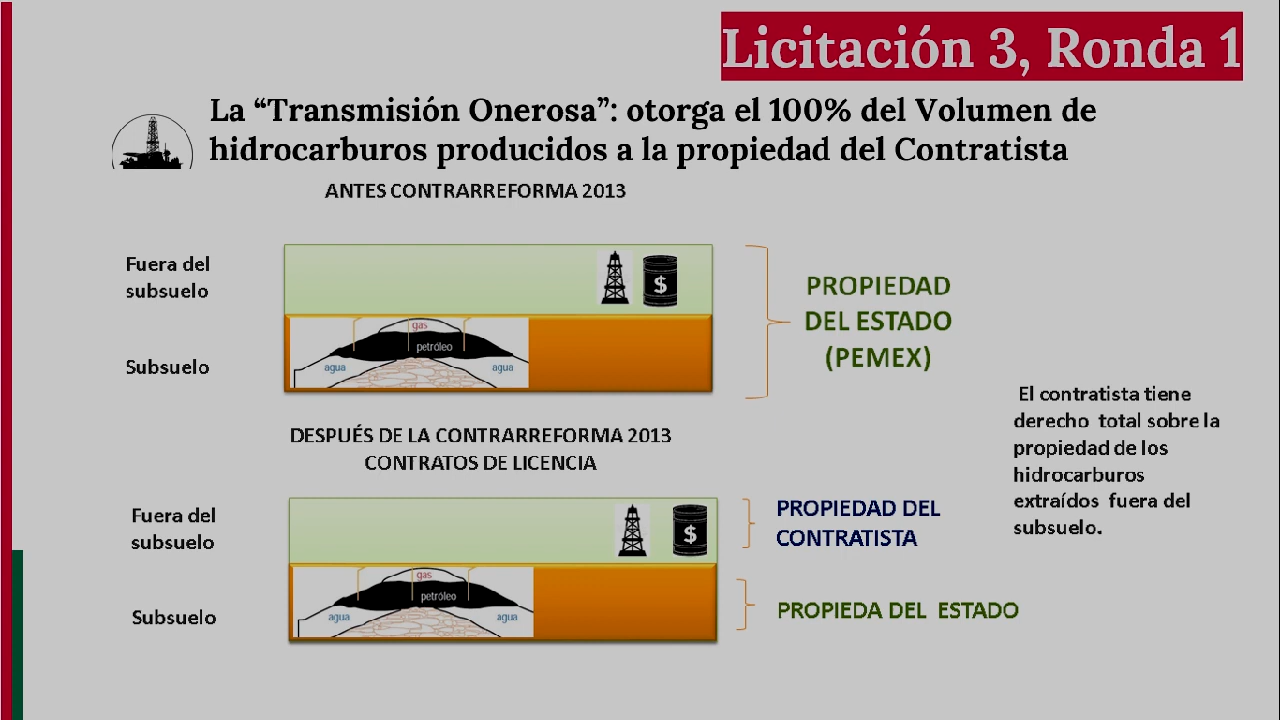 Licitación 3, Ronda 1
La “Transmisión Onerosa”: otorga el 100% del Volumen de
hidrocarburos producidos a la propiedad del Contratista
ANTES CONTRARREFORMA 2013
Fuera del
subsuelo
$
Subsuelo
gas
petróleo
agua
agua
PROPIEDAD
DEL ESTADO
(PEMEX)
El contratista tiene
derecho total sobre la
propiedad de los
hidrocarburos
extraídos fuera del
subsuelo.
DESPUÉS DE LA CONTRARREFORMA 2013
CONTRATOS DE LICENCIA
Fuera del
subsuelo
$
PROPIEDAD DEL
CONTRATISTA
Subsuelo
gas
petróleo
agua
agua
PROPIEDA DEL ESTADO